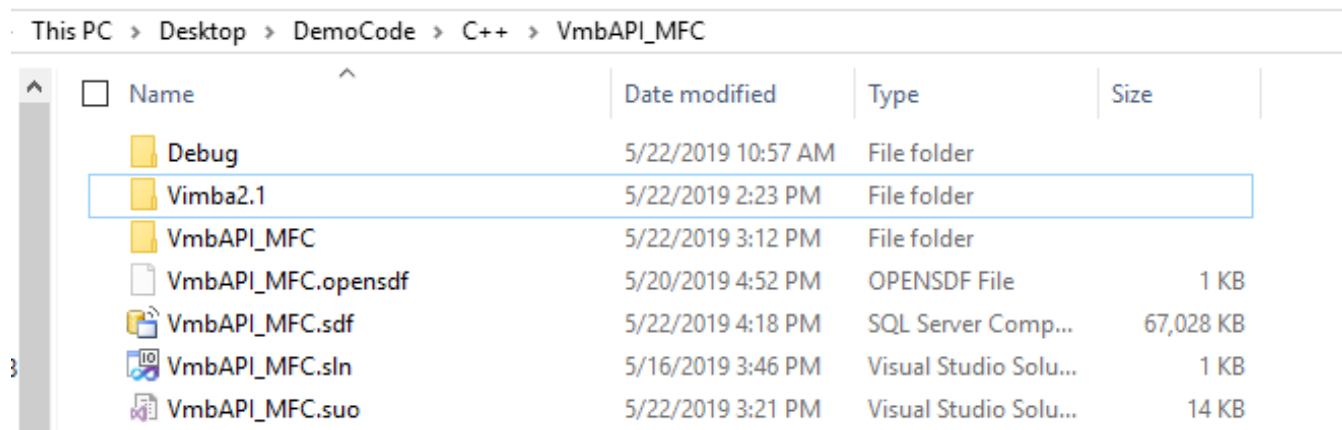 This PC > Desktop > DemoCode > C++ > VmbAPI_MFC
Name Date modified Type Size
Debug 5/22/2019 10:57 AM File folder
Vimba2.1 5/22/2019 2:23 PM File folder
VmbAPI_MFC 5/22/2019 3:12 PM File folder
VmbAPI_MFC.opensdf 5/20/2019 4:52 PM OPENSDF File 1 KB
VmbAPI_MFC.sdf 5/22/2019 4:18 PM SQL Server Comp... 67,028 KB
VmbAPI_MFC.sln 5/16/2019 3:46 PM Visual Studio Solu... 1 KB
VmbAPI_MFC.suo 5/22/2019 3:21 PM Visual Studio Solu... 14 KB